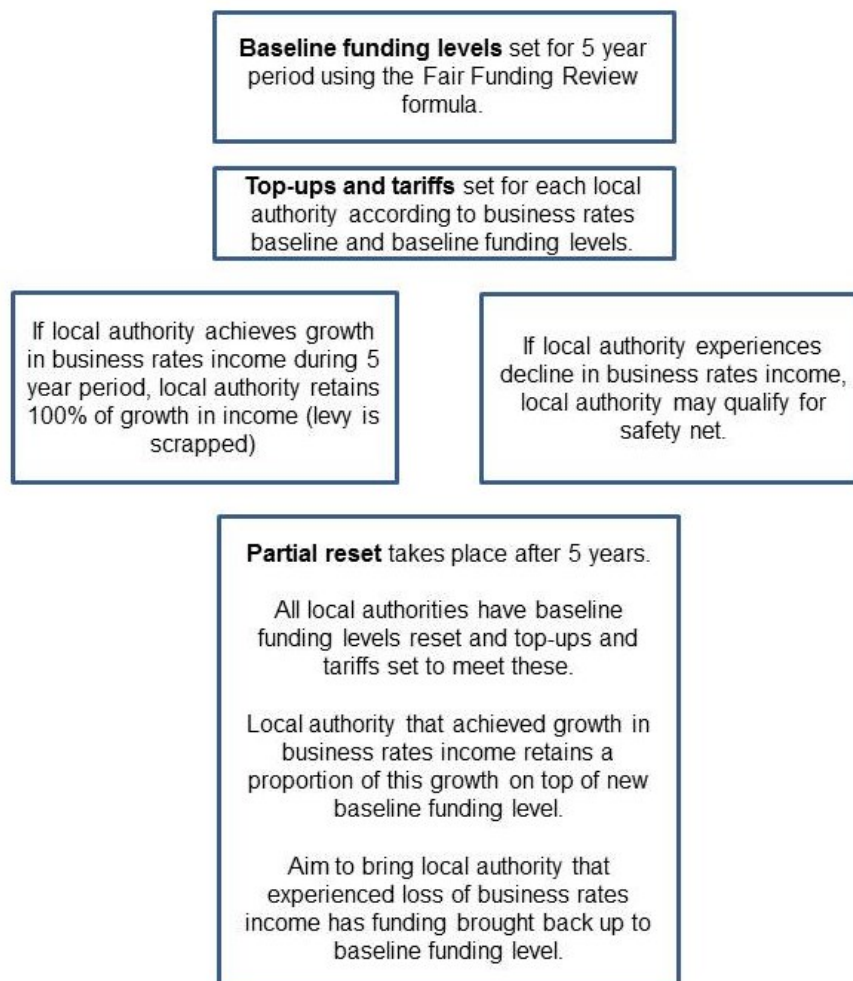 Baseline funding levels set for 5 year
period using the Fair Funding Review
formula.
Top-ups and tariffs set for each local
authority according to business rates
baseline and baseline funding levels.
If local authority achieves growth
in business rates income during 5
year period, local authority retains
100% of growth in income (levy is
scrapped)
If local authority experiences
decline in business rates income,
local authority may qualify for
safety net.
Partial reset takes place after 5 years.
All local authorities have baseline
funding levels reset and top-ups and
tariffs set to meet these.
Local authority that achieved growth in
business rates income retains a
proportion of this growth on top of new
baseline funding level.
Aim to bring local authority that
experienced loss of business rates
income has funding brought back up to
baseline funding level.